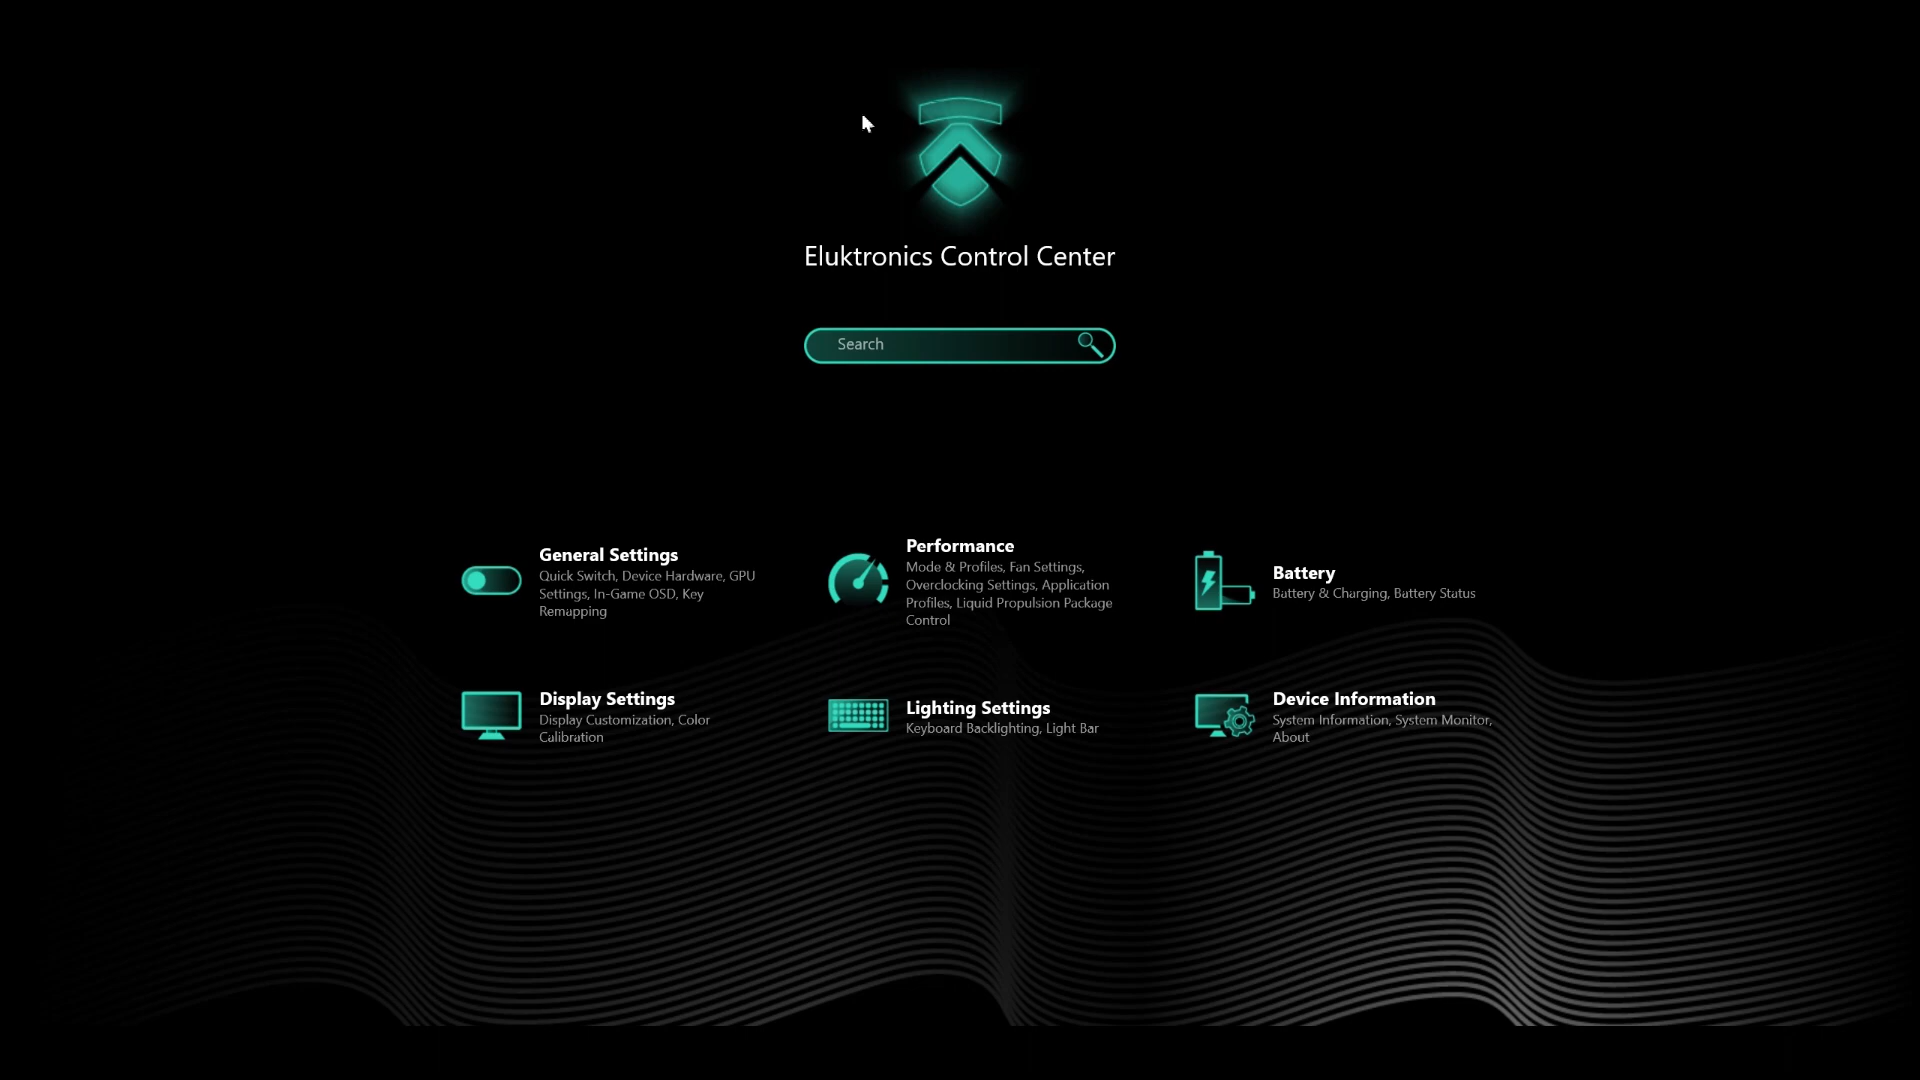 Eluktronics Control Center
Search
General Settings
Quick Switch, Device Hardware, GPU
Settings, In-Game OSD, Key
Remapping
Performance
Mode & Profiles, Fan Settings,
Overclocking Settings, Application
Profiles, Liquid Propulsion Package
Control
Battery
Battery & Charging, Battery Status
Display Settings
Display Customization, Color
Calibration
Lighting Settings
Keyboard Backlighting, Light Bar
Device Information
System Information, System Monitor,
About